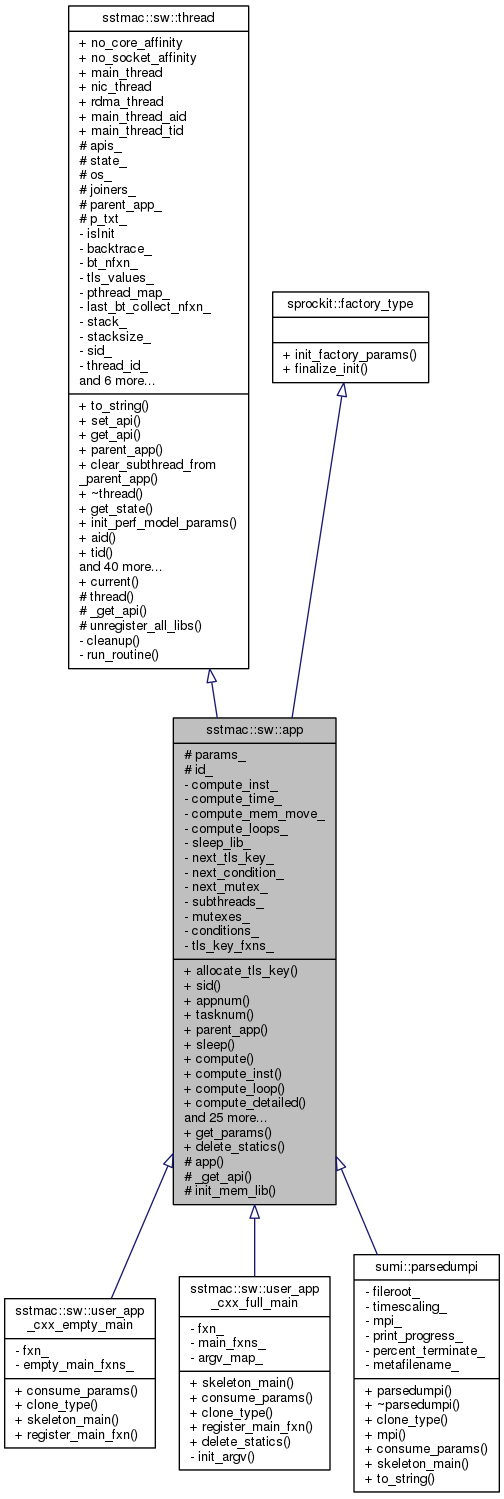 sstmac::sw::thread
+ no_core_affinity
+ no_socket_affinity
+ main_thread
+ nic_thread
+ rdma_thread
+ main_thread_aid
+ main_thread_tid
# apis_
# state_
# os_
# joiners_
# parent_app_
# p_txt_
- isInit
- backtrace_
- bt_nfxn_
- tls_values_
- pthread_map_
- last_bt_collect_nfxn_
- stack_
- stacksize_
- sid_
- thread_id_
and 6 more...
+ to_string()
+ set_api()
+ get_api()
+ parent_app()
+ clear_subthread_from
_parent_app()
+ ~thread()
+ get_state()
+ init_perf_model_params()
+ aid()
+ tid()
and 40 more...
+ current()
# thread()
# _get_api()
# unregister_all_libs()
- cleanup()
- run_routine()
sprockit::factory_type
+ init_factory_params()
+ finalize_init()
sstmac::sw::app
# params_
# id_
- compute_inst_
- compute_time_
- compute_mem_move_
- compute_loops_
- sleep_lib_
- next_tls_key_
- next_condition_
- next_mutex_
- subthreads_
- mutexes_
- conditions_
- tls_key_fxns_
+ allocate_tls_key()
+ sid()
+ appnum()
+ tasknum()
+ parent_app()
+ sleep()
+ compute()
+ compute_inst()
+ compute_loop()
+ compute_detailed()
and 25 more...
+ get_params()
+ delete_statics()
# app()
# _get_api()
# init_mem_lib()
sstmac::sw::user_app
_cxx_empty_main
- fxn_
- empty_main_fxns_
+ consume_params()
+ clone_type()
+ skeleton_main()
+ register_main_fxn()
sstmac::sw::user_app
_cxx_full_main
- fxn_
- main_fxns_
- argv_map_
+ skeleton_main()
+ consume_params()
+ clone_type()
+ register_main_fxn()
+ delete_statics()
- init_argv()
sumi::parsedumpi
- fileroot_
- timescaling_
- mpi_
- print_progress_
- percent_terminate_
- metafilename_
+ parsedumpi()
+ ~parsedumpi()
+ clone_type()
+ mpi()
+ consume_params()
+ skeleton_main()
+ to_string()